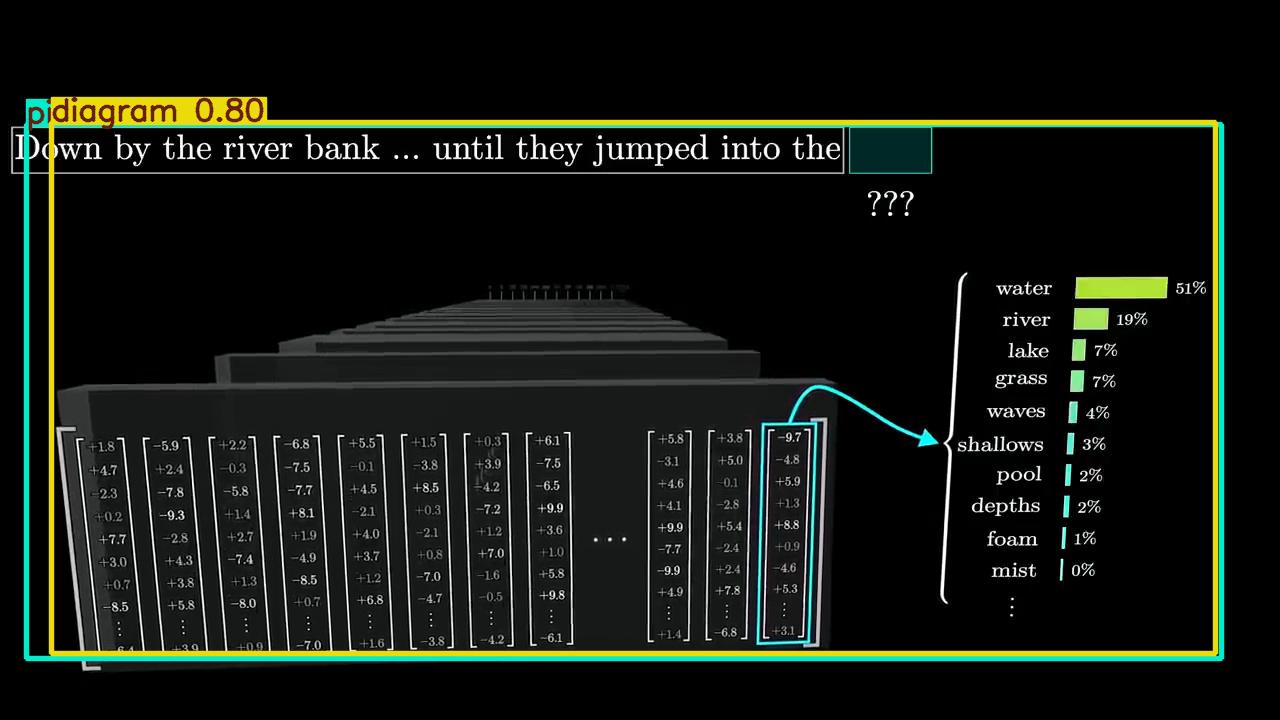 pidiagram 0.80
Down by the river bank ... until they jumped into the
???
water 51%
river 19%
lake 7%
grass 7%
waves 4%
shallows 3%
pool 2%
depths 2%
foam 1%
mist 0%
⋮
+1.8 −5.9 +2.2 −6.8 +5.5 +1.5 +0.3 +6.1 +5.8 +3.8 −9.7
+4.7 +2.4 −0.3 −7.5 −0.1 −3.8 +3.9 −7.5 −3.1 +5.0 −4.8
−2.3 −7.8 −5.8 −7.7 +4.5 +8.5 −4.2 −6.5 +4.6 −0.1 +5.9
+0.2 −9.3 +1.4 +8.1 −2.1 +0.3 −7.2 +9.9 +4.1 −2.8 +1.3
+7.7 −2.8 +2.7 +1.9 +4.0 −2.1 +1.2 +3.6 ... +9.9 +5.4 +8.8
+3.0 +4.3 −7.4 −4.9 +3.7 +0.8 +7.0 +1.0 −7.7 −2.4 +0.9
+0.7 +3.8 +1.3 −8.5 +1.2 −7.0 −1.6 +5.8 −9.9 +2.4 −4.6
−8.5 +5.8 −8.0 +0.7 +6.8 −4.7 −0.5 +9.8 +4.9 +7.8 +5.3
⋮ ⋮ ⋮ ⋮ ⋮ ⋮ ⋮ ⋮ ⋮ ⋮ ⋮
−6.4 +3.9 +0.9 −7.0 +1.6 −3.8 −4.2 −6.1 +1.4 −6.8 +3.1